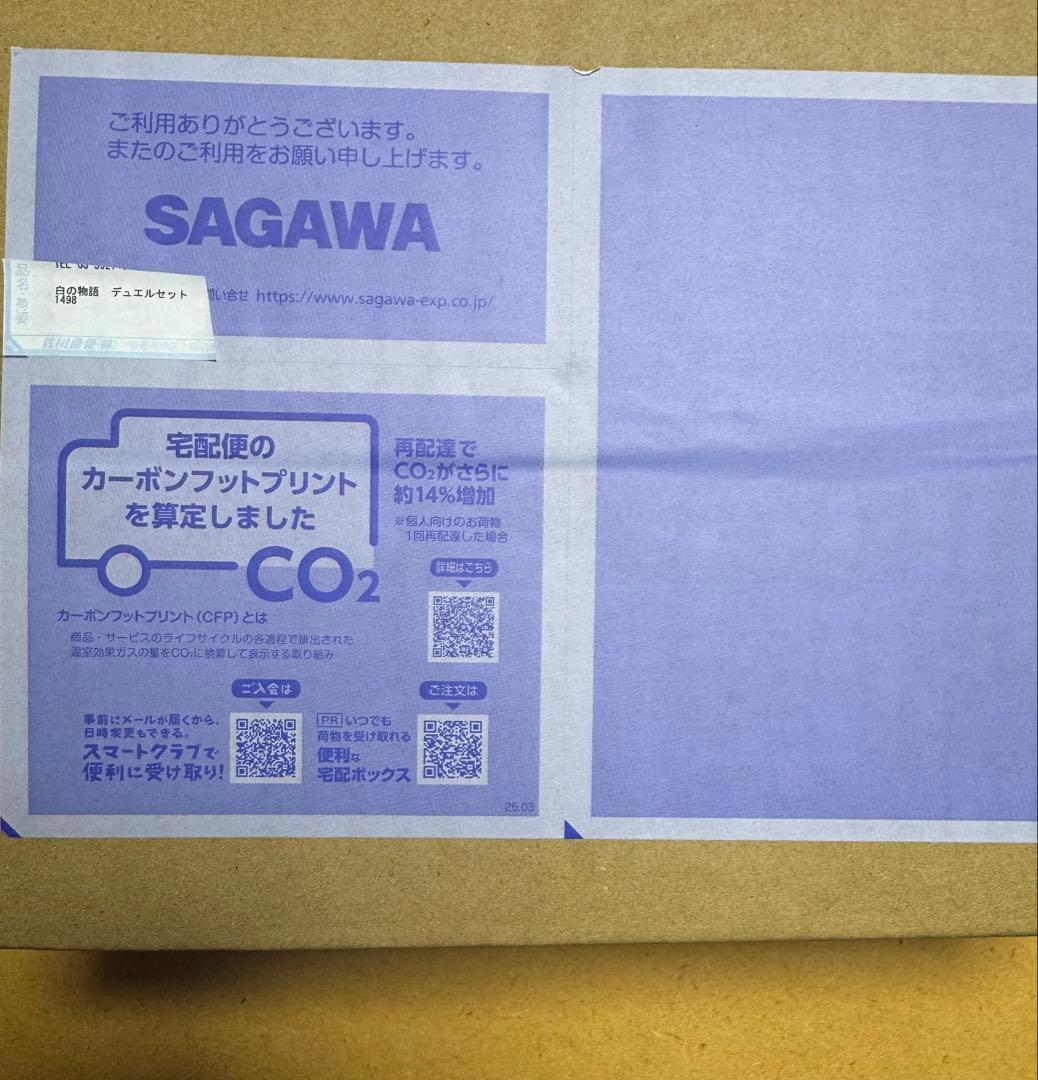 ご利用ありがとうございます。
またのご利用をお願い申し上げます。
SAGAWA
品名・荷姿
白の物語 デュエルセット
1498
問い合せ https://www.sagawa-exp.co.jp/
佐川急便(株)
宅配便の
カーボンフットプリント
を算定しました
CO2
再配達で
CO2がさらに
約14%増加
※個人向けのお荷物
1回再配達した場合
詳細はこちら
カーボンフットプリント(CFP)とは
商品・サービスのライフサイクルの各過程で排出された
温室効果ガスの量をCO2に換算して表示する取り組み
ご入会は
事前にメールが届くから、
日時変更もできる。
スマートクラブで
便利に受け取り!
ご注文は
PR いつでも
荷物を受け取れる
便利な
宅配ボックス
25.03